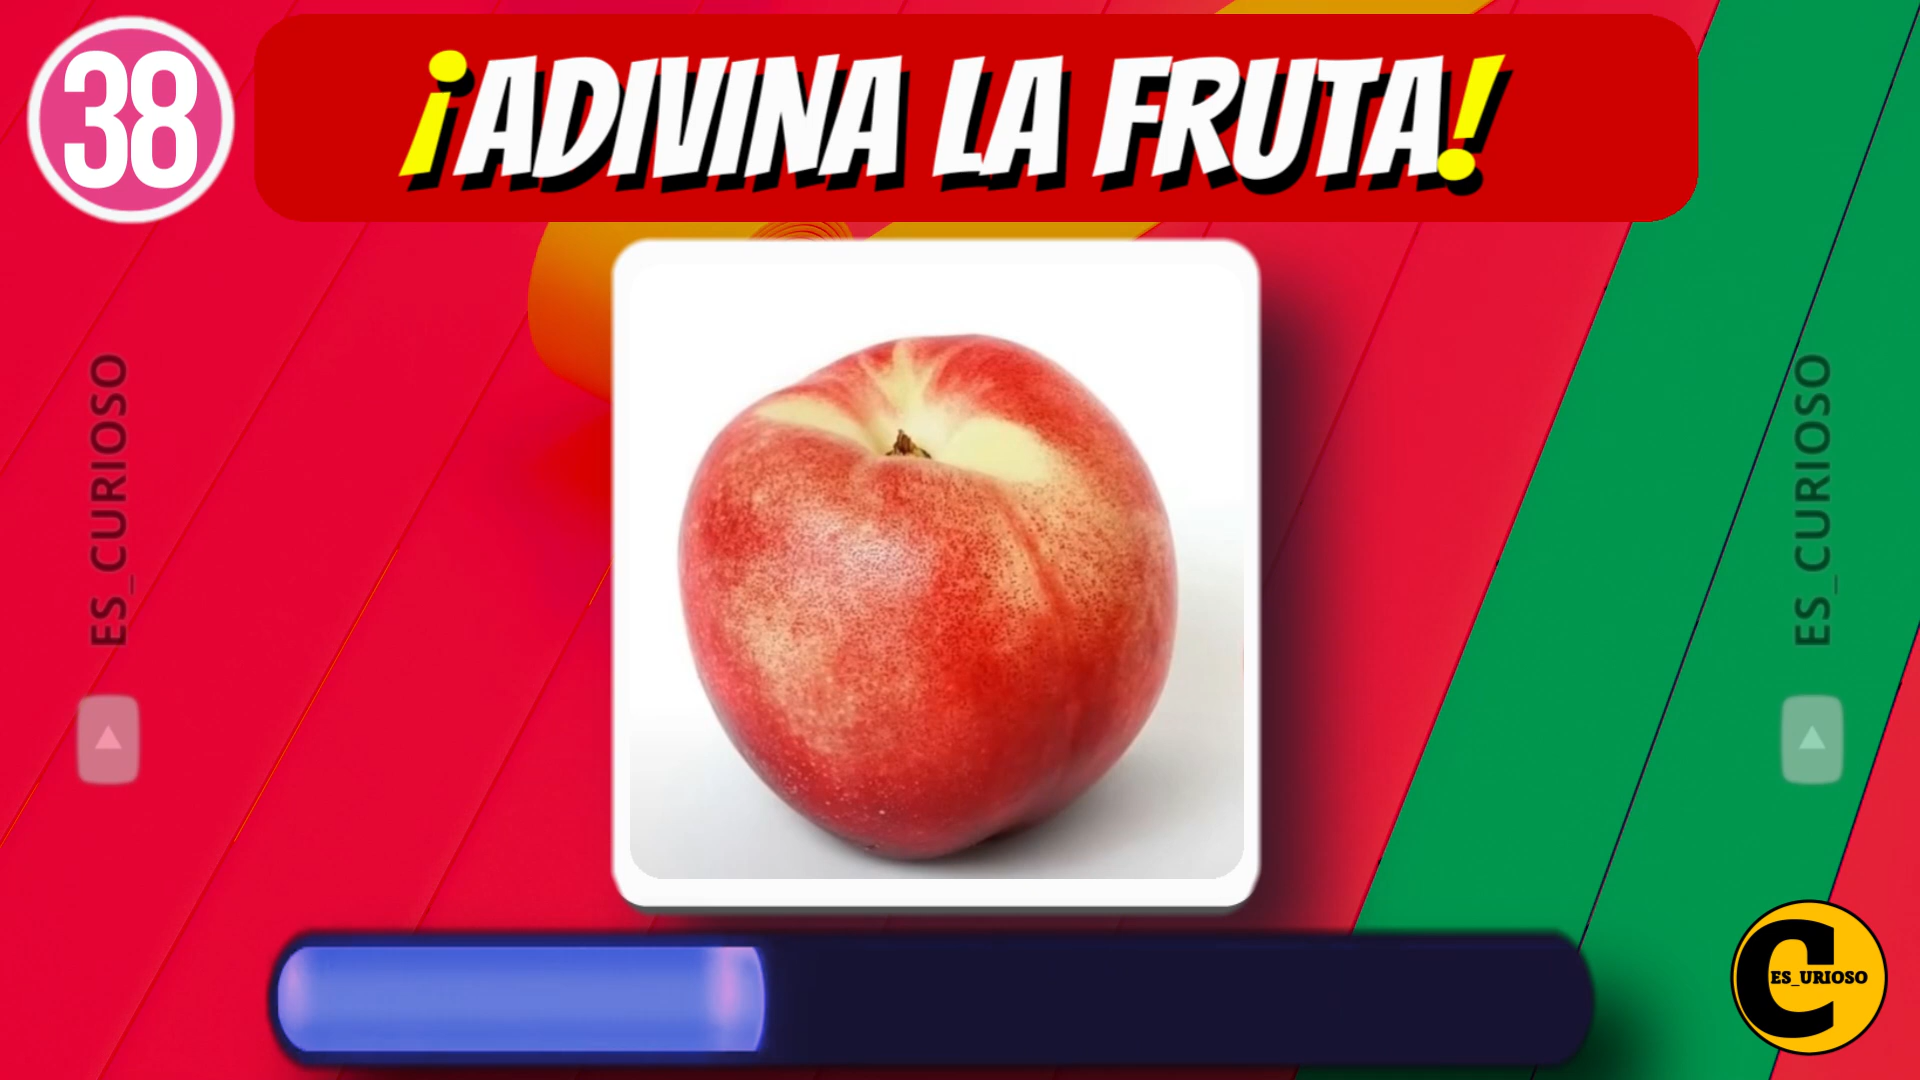 38
¡ADIVINA LA FRUTA!
ES_CURIOSO
ES_CURIOSO
C
ES_URIOSO